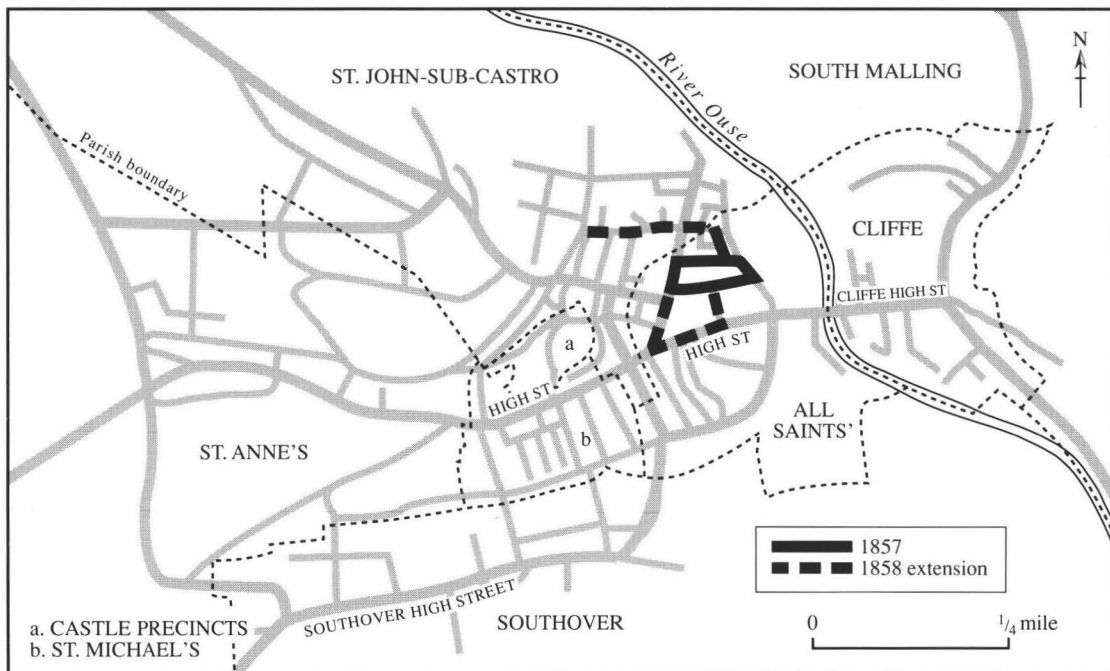 ST. JOHN-SUB-CASTRO
River Ouse
SOUTH MALLING
N
Parish boundary
CLIFFE
CLIFFE HIGH ST
HIGH ST
a
HIGH ST
b
ALL
SAINTS'
ST. ANNE'S
1857
1858 extension
SOUTHOVER HIGH STREET
SOUTHOVER
0 1/4 mile
a. CASTLE PRECINCTS
b. ST. MICHAEL'S